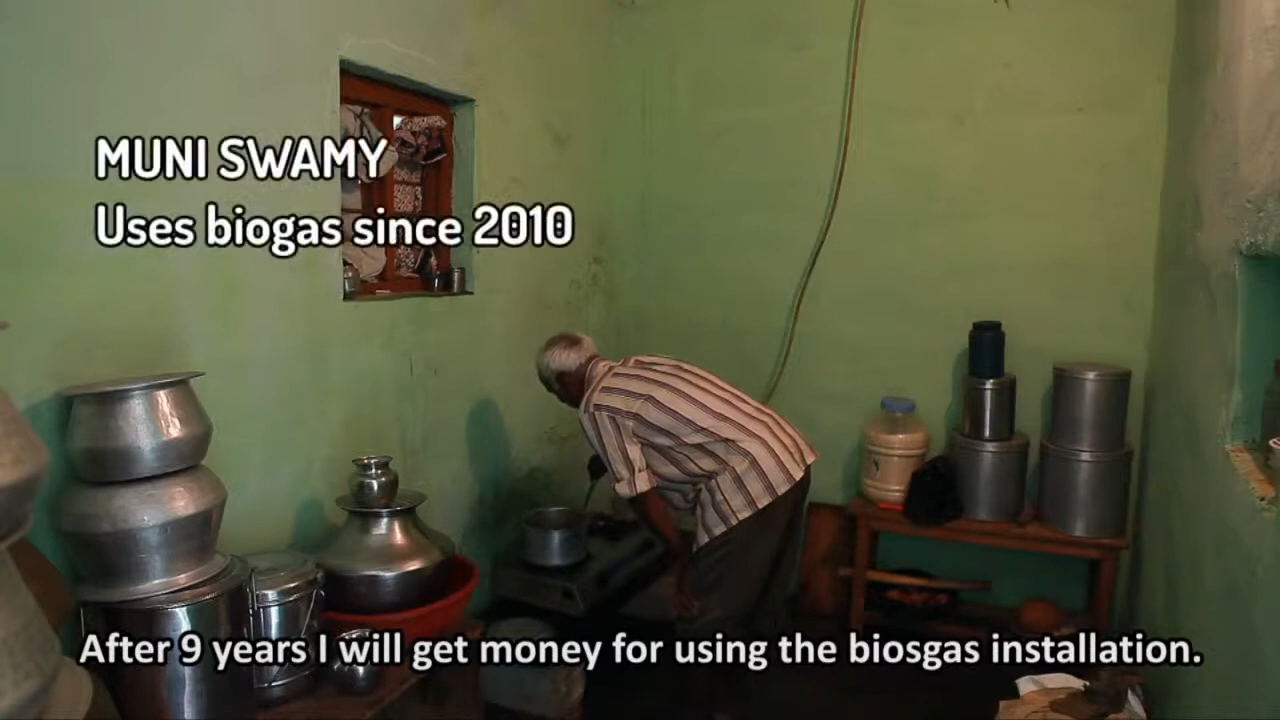 MUNI SWAMY
Uses biogas since 2010
After 9 years I will get money for using the biosgas installation.